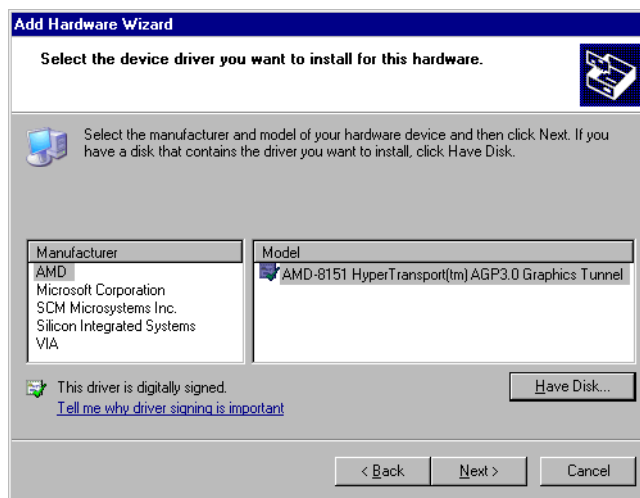 Add Hardware Wizard
Select the device driver you want to install for this hardware.
Select the manufacturer and model of your hardware device and then click Next. If you
have a disk that contains the driver you want to install, click Have Disk.
Manufacturer
AMD
Microsoft Corporation
SCM Microsystems Inc.
Silicon Integrated Systems
VIA
Model
AMD-8151 HyperTransport(tm) AGP3.0 Graphics Tunnel
This driver is digitally signed.
Tell me why driver signing is important
Have Disk...
< Back
Next >
Cancel